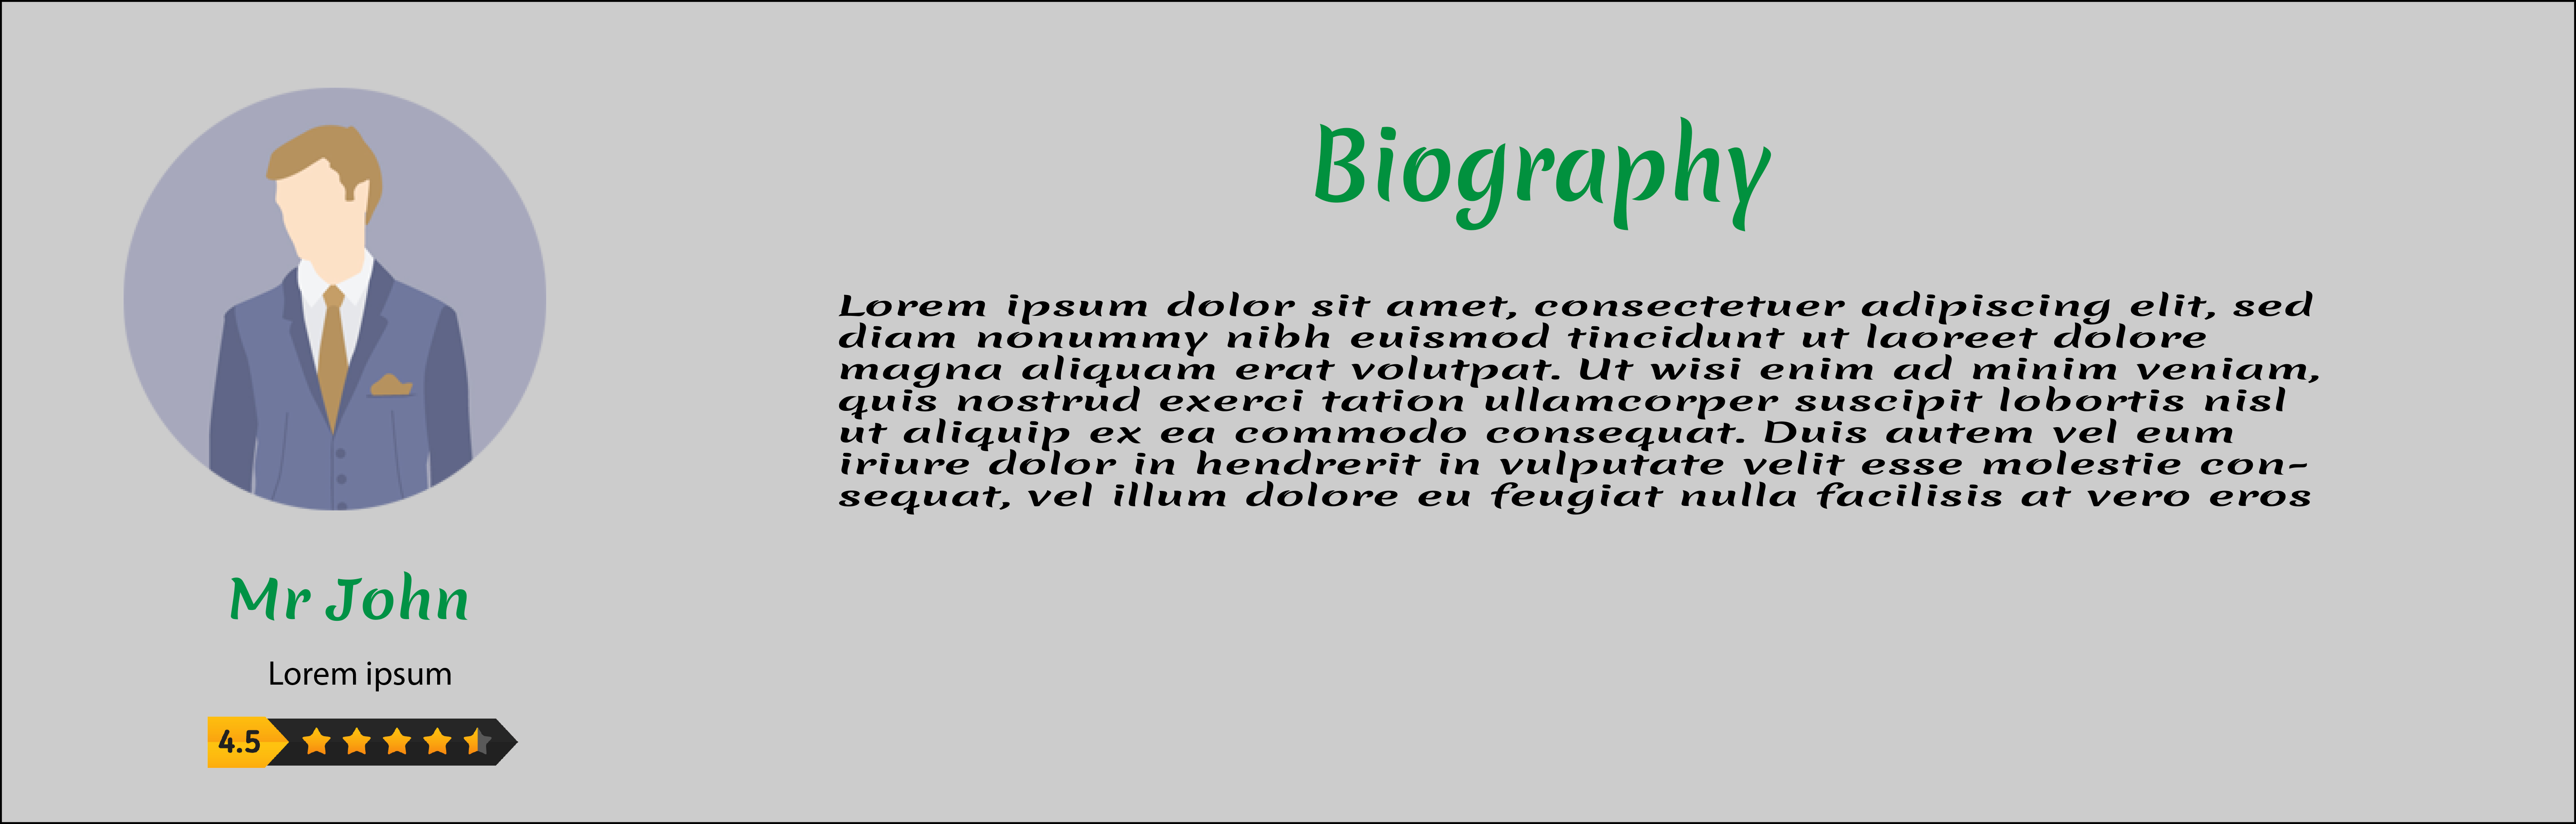 Biography
Lorem ipsum dolor sit amet, consectetuer adipiscing elit, sed
diam nonummy nibh euismod tincidunt ut laoreet dolore
magna aliquam erat volutpat. Ut wisi enim ad minim veniam,
quis nostrud exerci tation ullamcorper suscipit lobortis nisl
ut aliquip ex ea commodo consequat. Duis autem vel eum
iriure dolor in hendrerit in vulputate velit esse molestie con-
sequat, vel illum dolore eu feugiat nulla facilisis at vero eros
Mr John
Lorem ipsum
4.5